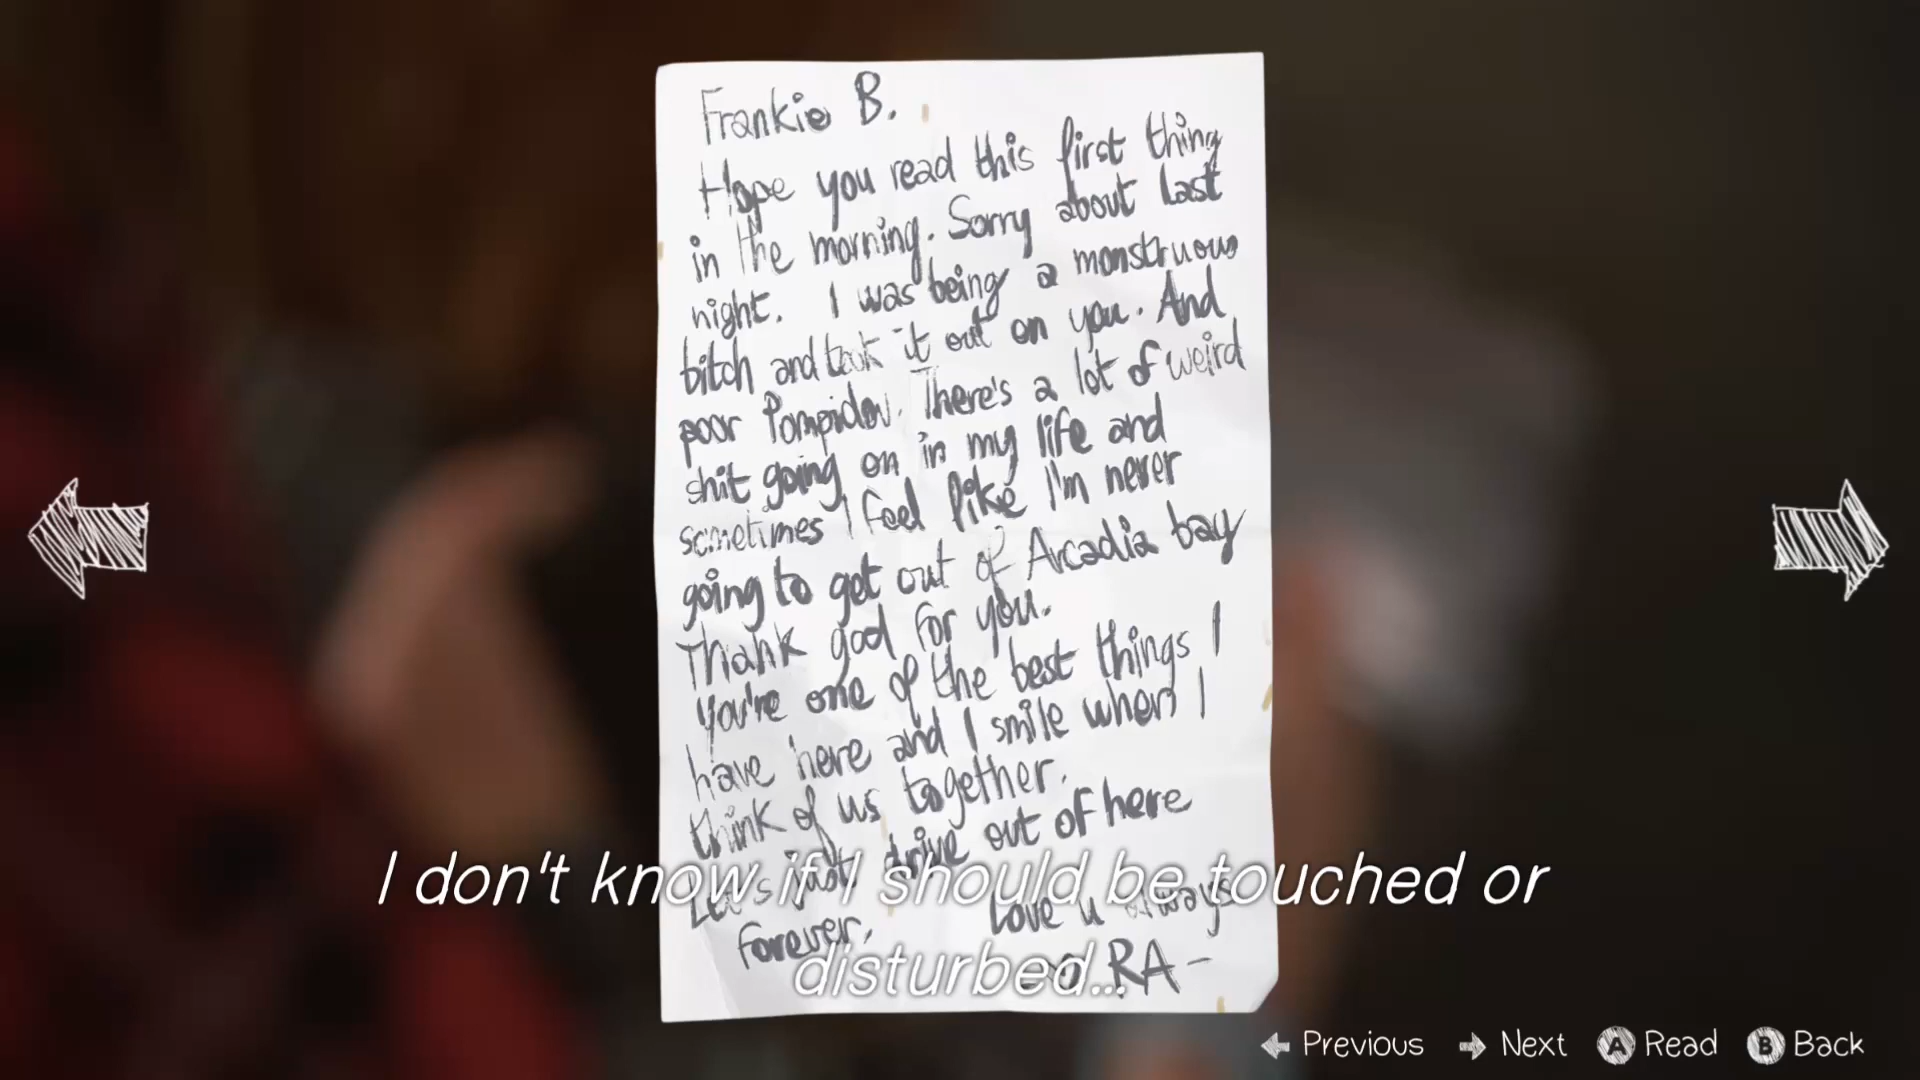 Frankie B.
Hope you read this first thing
in the morning. Sorry about last
night. I was being a monstruous
bitch and took it out on you. And
poor Pompidou. There's a lot of weird
shit going on in my life and
sometimes I feel like I'm never
going to get out of Arcadia bay
Thank god for you.
You're one of the best things I
have here and I smile when I
think of us together.
Let's just drive out of here
forever. Love u always
RA -
I don't know if I should be touched or
disturbed...
Previous Next A Read B Back